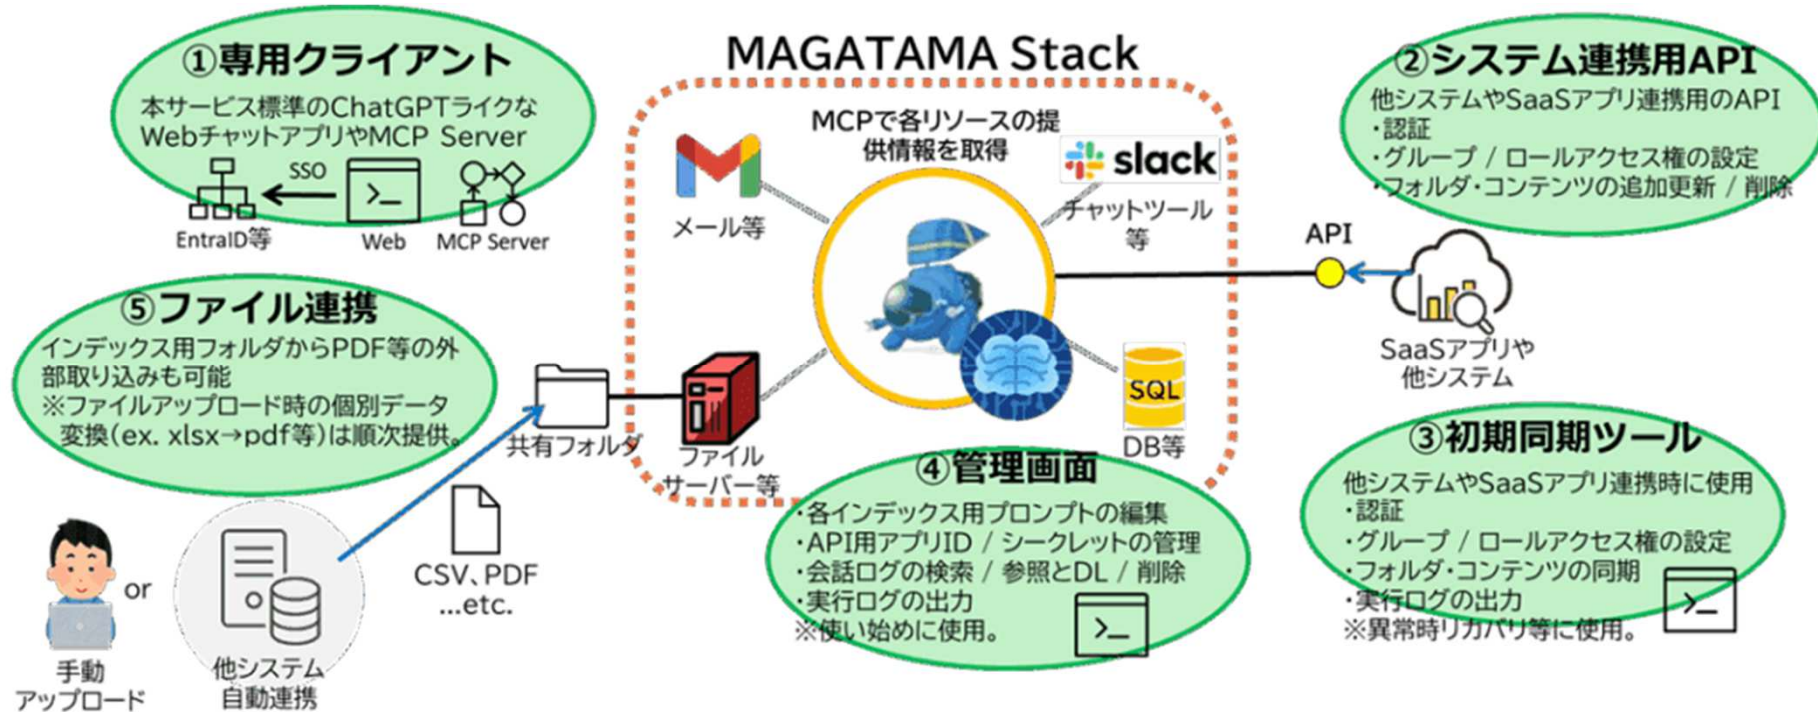 MAGATAMA Stack
①専用クライアント
本サービス標準のChatGPTライクな
WebチャットアプリやMCP Server
SSO
EntraID等
Web
MCP Server
②システム連携用API
他システムやSaaSアプリ連携用のAPI
・認証
・グループ / ロールアクセス権の設定
・フォルダ・コンテンツの追加更新 / 削除
MCPで各リソースの提
供情報を取得
メール等
slack
チャットツール
等
API
SaaSアプリや
他システム
⑤ファイル連携
インデックス用フォルダからPDF等の外
部取り込みも可能
※ファイルアップロード時の個別データ
変換(ex. xlsx→pdf等)は順次提供。
共有フォルダ
ファイル
サーバー等
SQL
DB等
③初期同期ツール
他システムやSaaSアプリ連携時に使用
・認証
・グループ / ロールアクセス権の設定
・フォルダ・コンテンツの同期
・実行ログの出力
※異常時リカバリ等に使用。
④管理画面
・各インデックス用プロンプトの編集
・API用アプリID / シークレットの管理
・会話ログの検索 / 参照とDL / 削除
・実行ログの出力
※使い始めに使用。
CSV、PDF
...etc.
or
手動
アップロード
他システム
自動連携